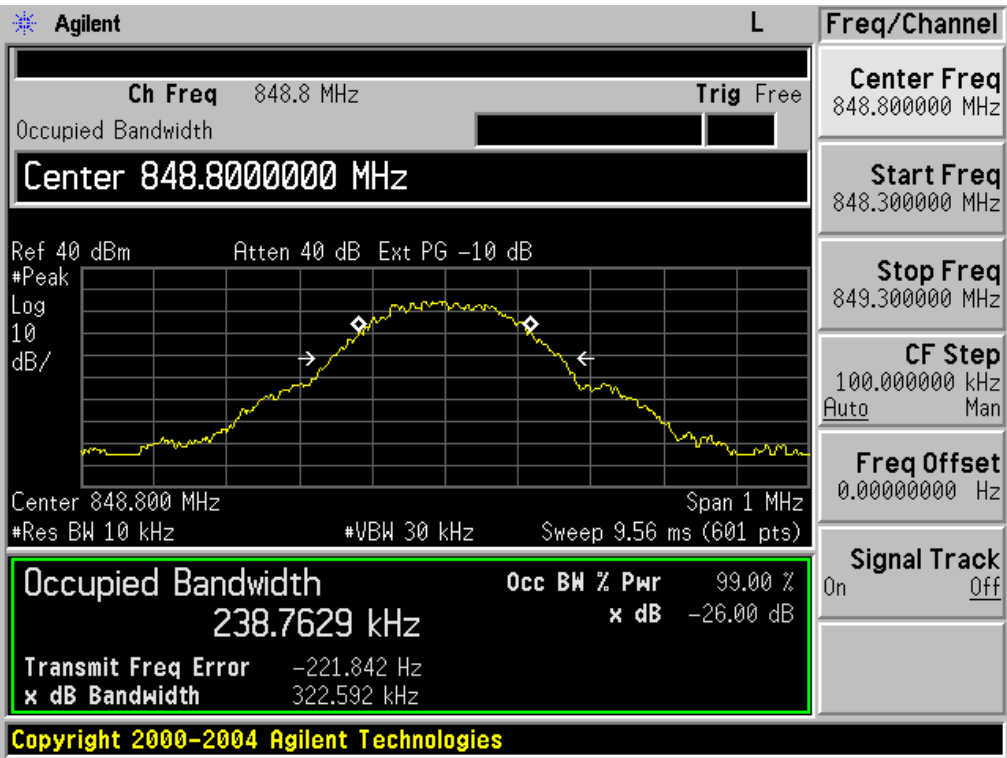 Agilent L
Ch Freq 848.8 MHz Trig Free
Occupied Bandwidth
Center 848.8000000 MHz
Ref 40 dBm Atten 40 dB Ext PG -10 dB
#Peak
Log
10
dB/
Center 848.800 MHz Span 1 MHz
#Res BW 10 kHz #VBW 30 kHz Sweep 9.56 ms (601 pts)
Occupied Bandwidth
238.7629 kHz
Occ BW % Pwr 99.00 %
x dB -26.00 dB
Transmit Freq Error -221.842 Hz
x dB Bandwidth 322.592 kHz
Copyright 2000-2004 Agilent Technologies
Freq/Channel
Center Freq
848.800000 MHz
Start Freq
848.300000 MHz
Stop Freq
849.300000 MHz
CF Step
100.000000 kHz
Auto Man
Freq Offset
0.00000000 Hz
Signal Track
On Off